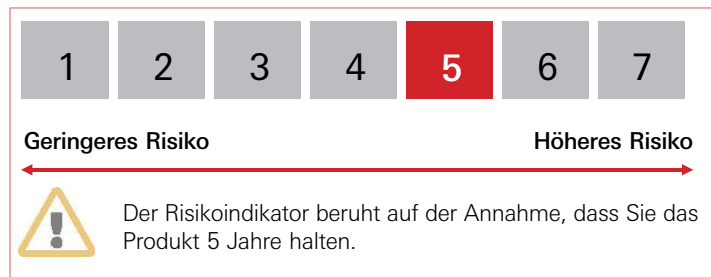 1 2 3 4 5 6 7
Geringeres Risiko Höheres Risiko
Der Risikoindikator beruht auf der Annahme, dass Sie das
Produkt 5 Jahre halten.